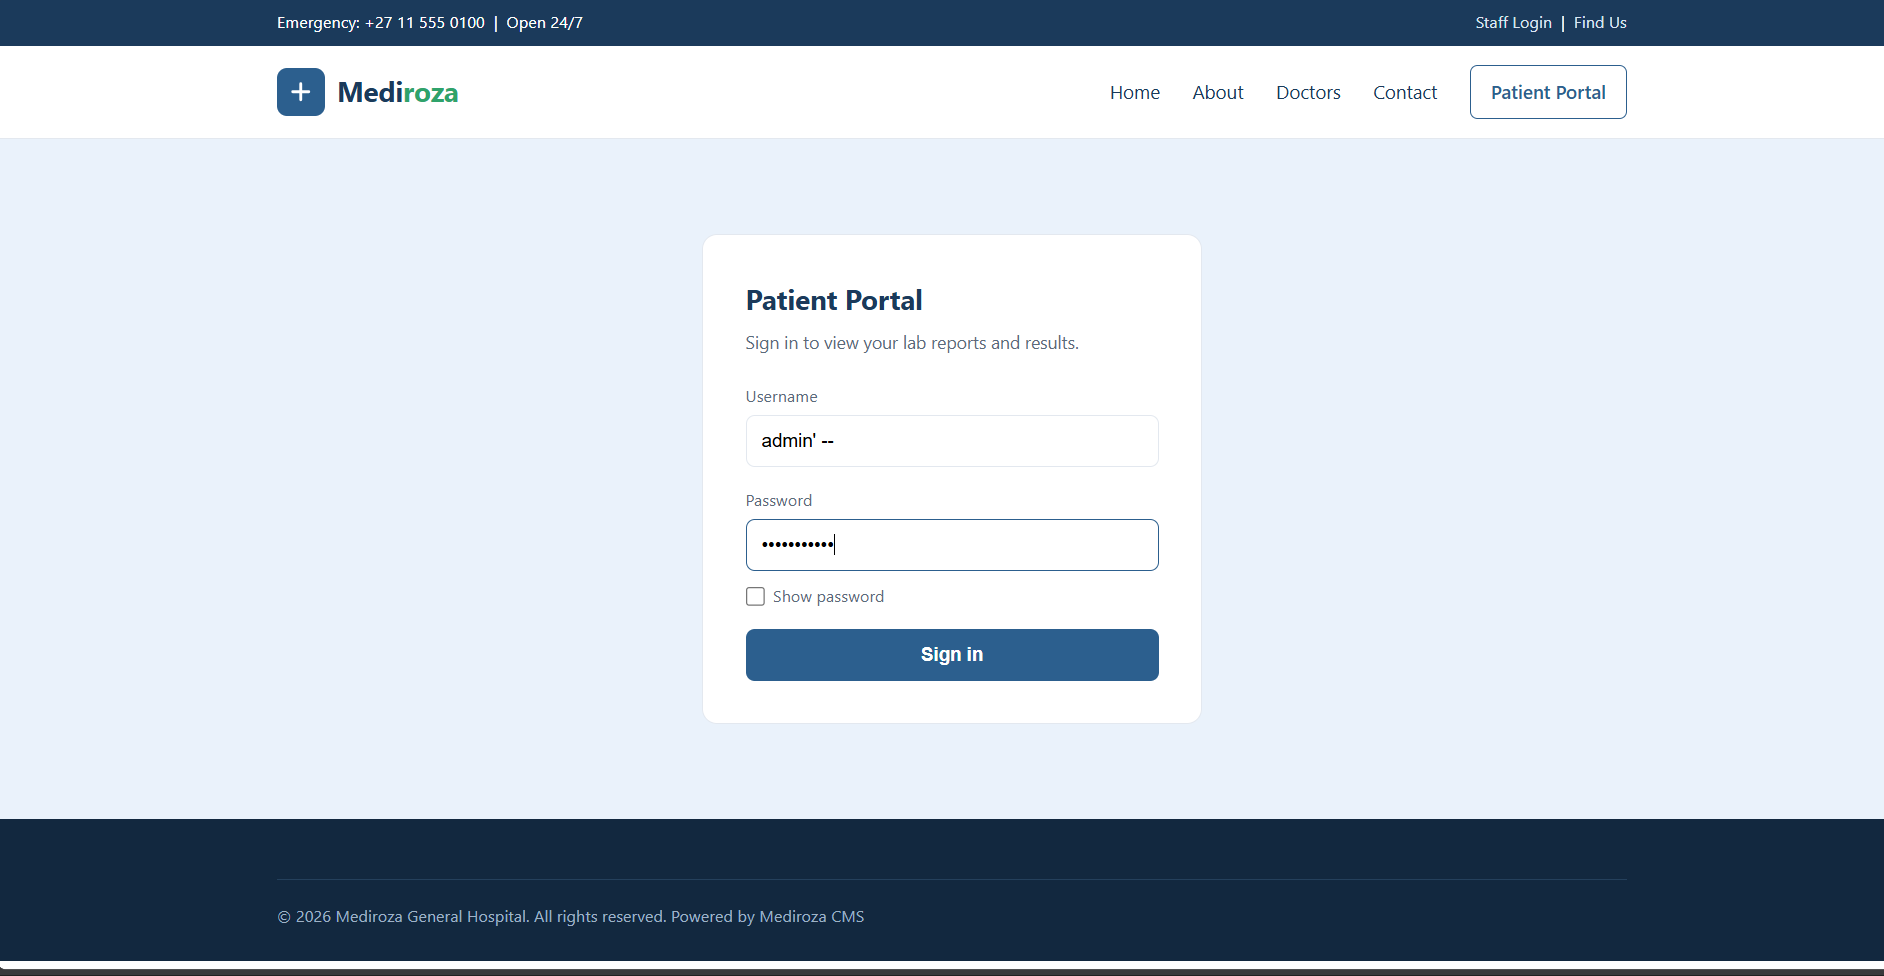 Emergency: +27 11 555 0100 | Open 24/7
Staff Login | Find Us
Mediroza
Home
About
Doctors
Contact
Patient Portal
Patient Portal
Sign in to view your lab reports and results.
Username
admin' --
Password
•••••••••••
Show password
Sign in
© 2026 Mediroza General Hospital. All rights reserved. Powered by Mediroza CMS